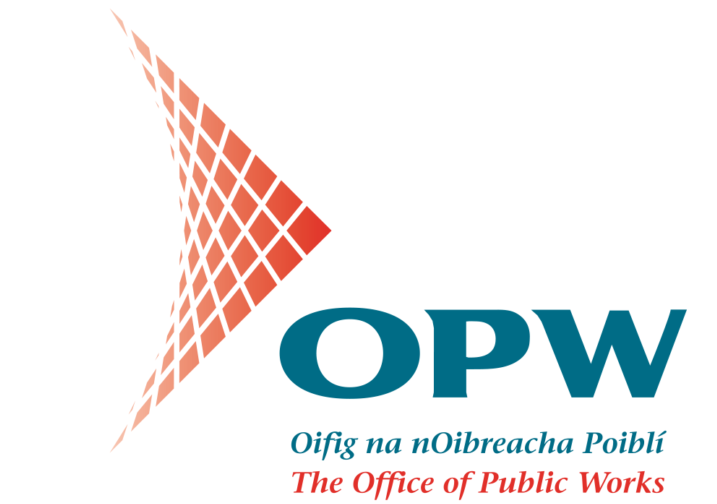 OPW
Oifig na nOibreacha Poiblí
The Office of Public Works